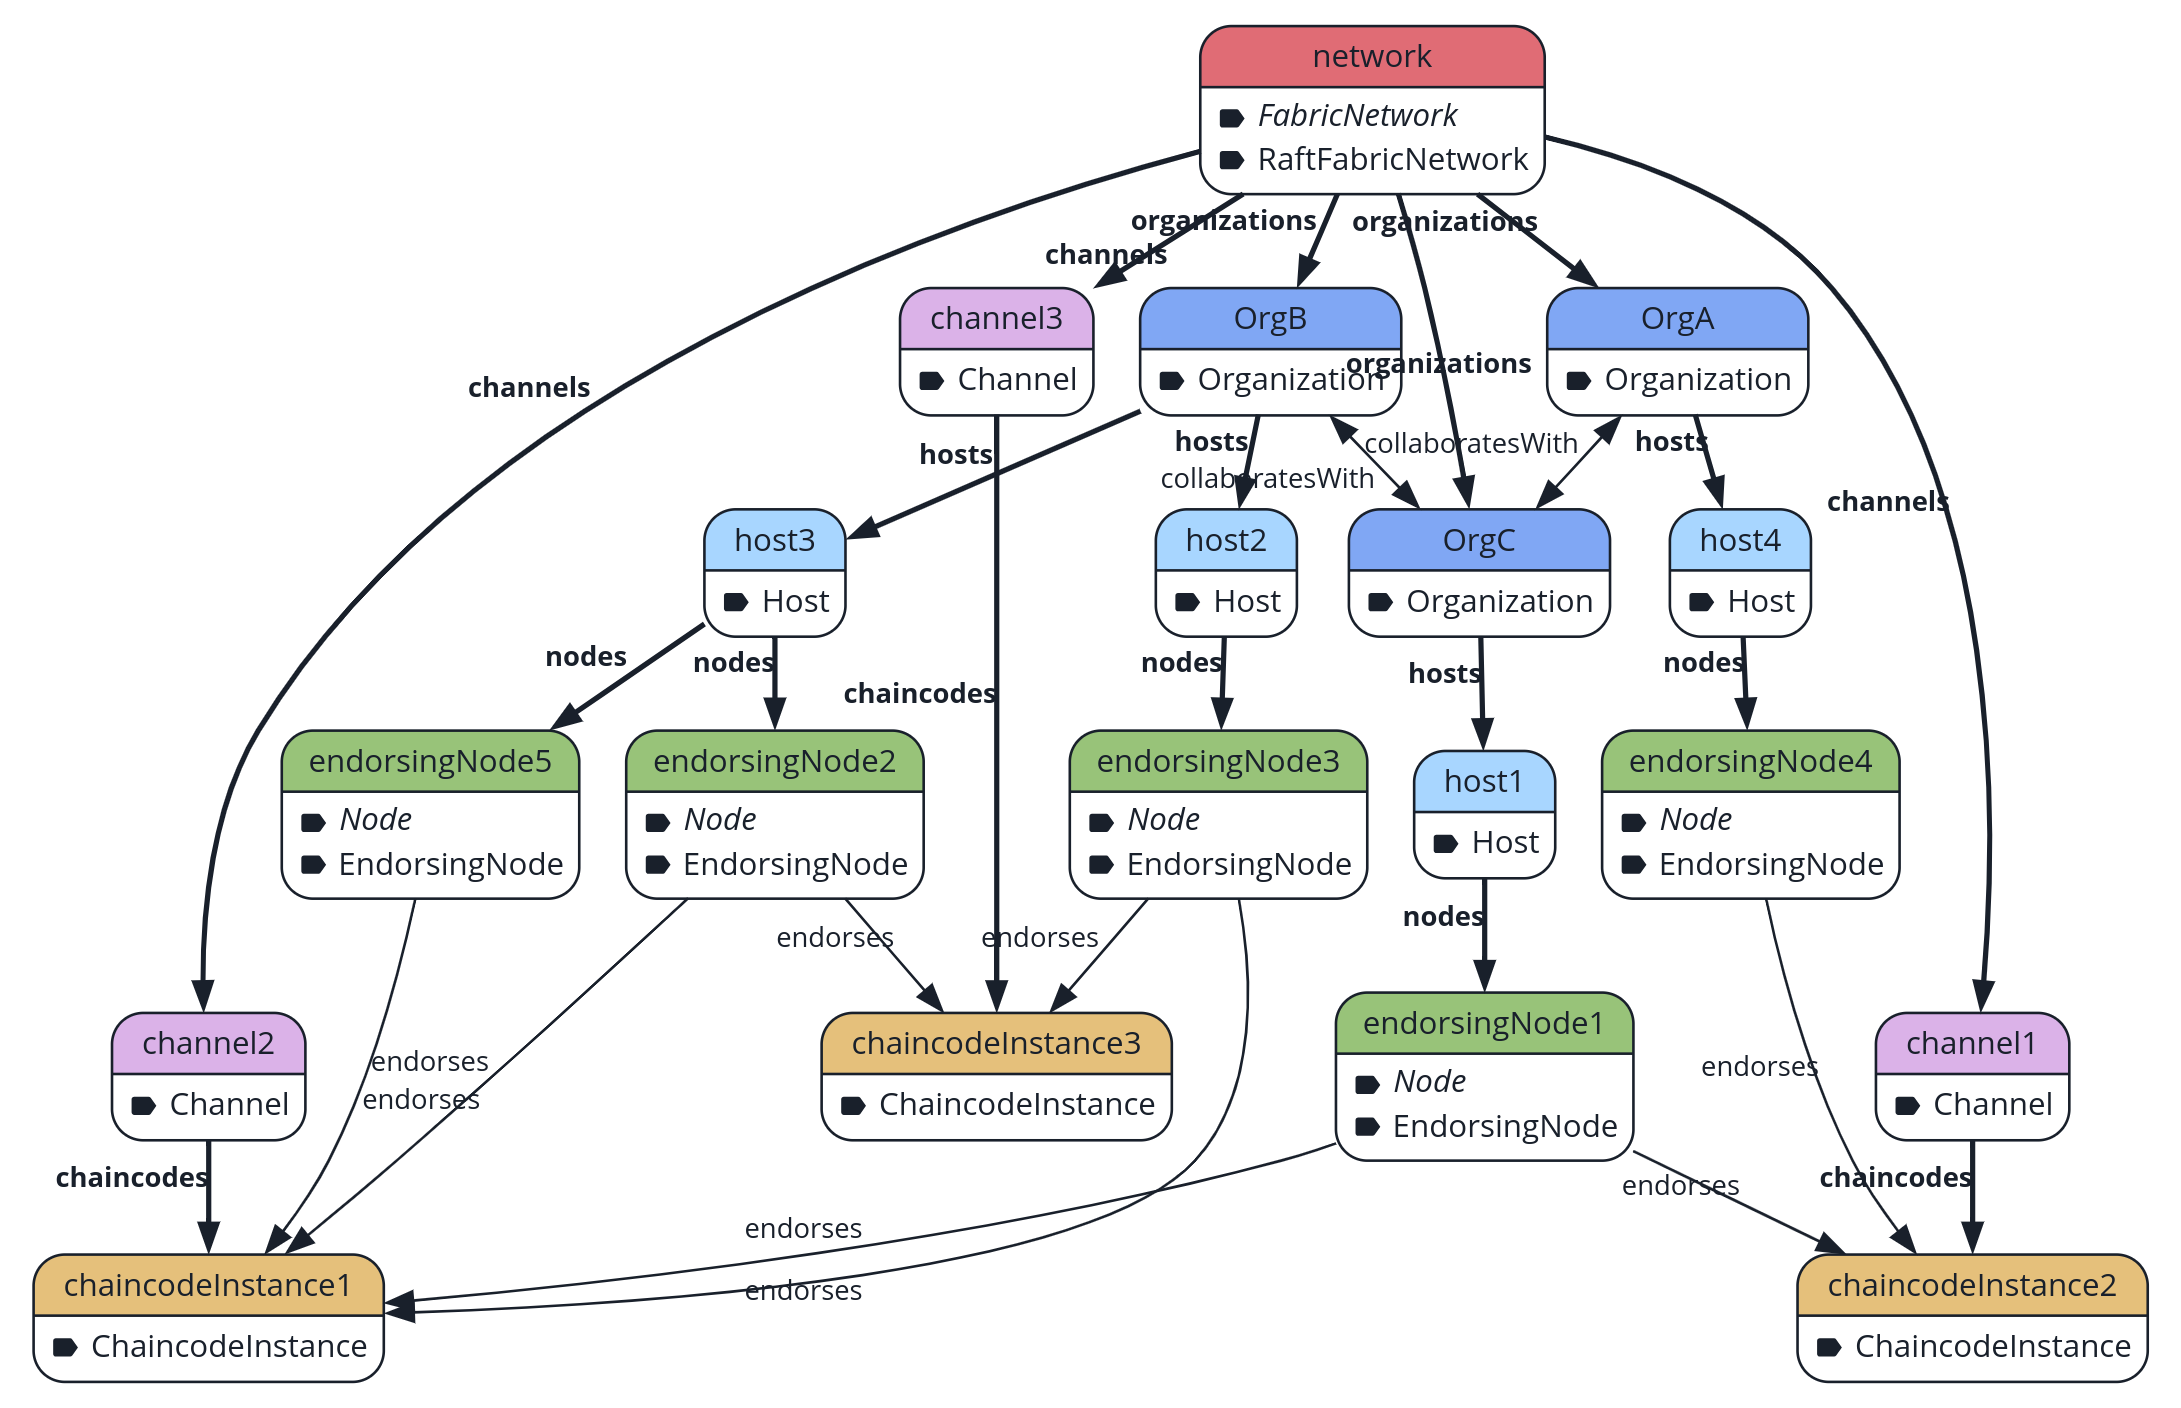 network
FabricNetwork
RaftFabricNetwork
organizations
organizations
channels
channel3
Channel
OrgB
Organization
OrgA
Organization
organizations
channels
hosts
hosts
collaboratesWith
hosts
collaboratesWith
channels
host3
Host
host2
Host
OrgC
Organization
host4
Host
nodes
nodes
chaincodes
nodes
hosts
nodes
endorsingNode5
Node
EndorsingNode
endorsingNode2
Node
EndorsingNode
endorsingNode3
Node
EndorsingNode
host1
Host
endorsingNode4
Node
EndorsingNode
endorses
endorses
nodes
channel2
Channel
endorses
endorses
chaincodeInstance3
ChaincodeInstance
endorsingNode1
Node
EndorsingNode
endorses
channel1
Channel
chaincodes
endorses
endorses
endorses
chaincodes
chaincodeInstance1
ChaincodeInstance
chaincodeInstance2
ChaincodeInstance